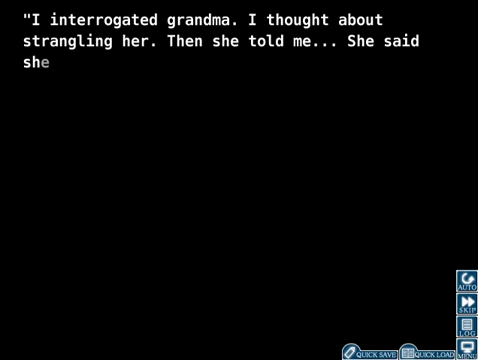 "I interrogated grandma. I thought about
strangling her. Then she told me... She said
she
AUTO
SKIP
LOG
QUICK SAVE
QUICK LOAD
MENU